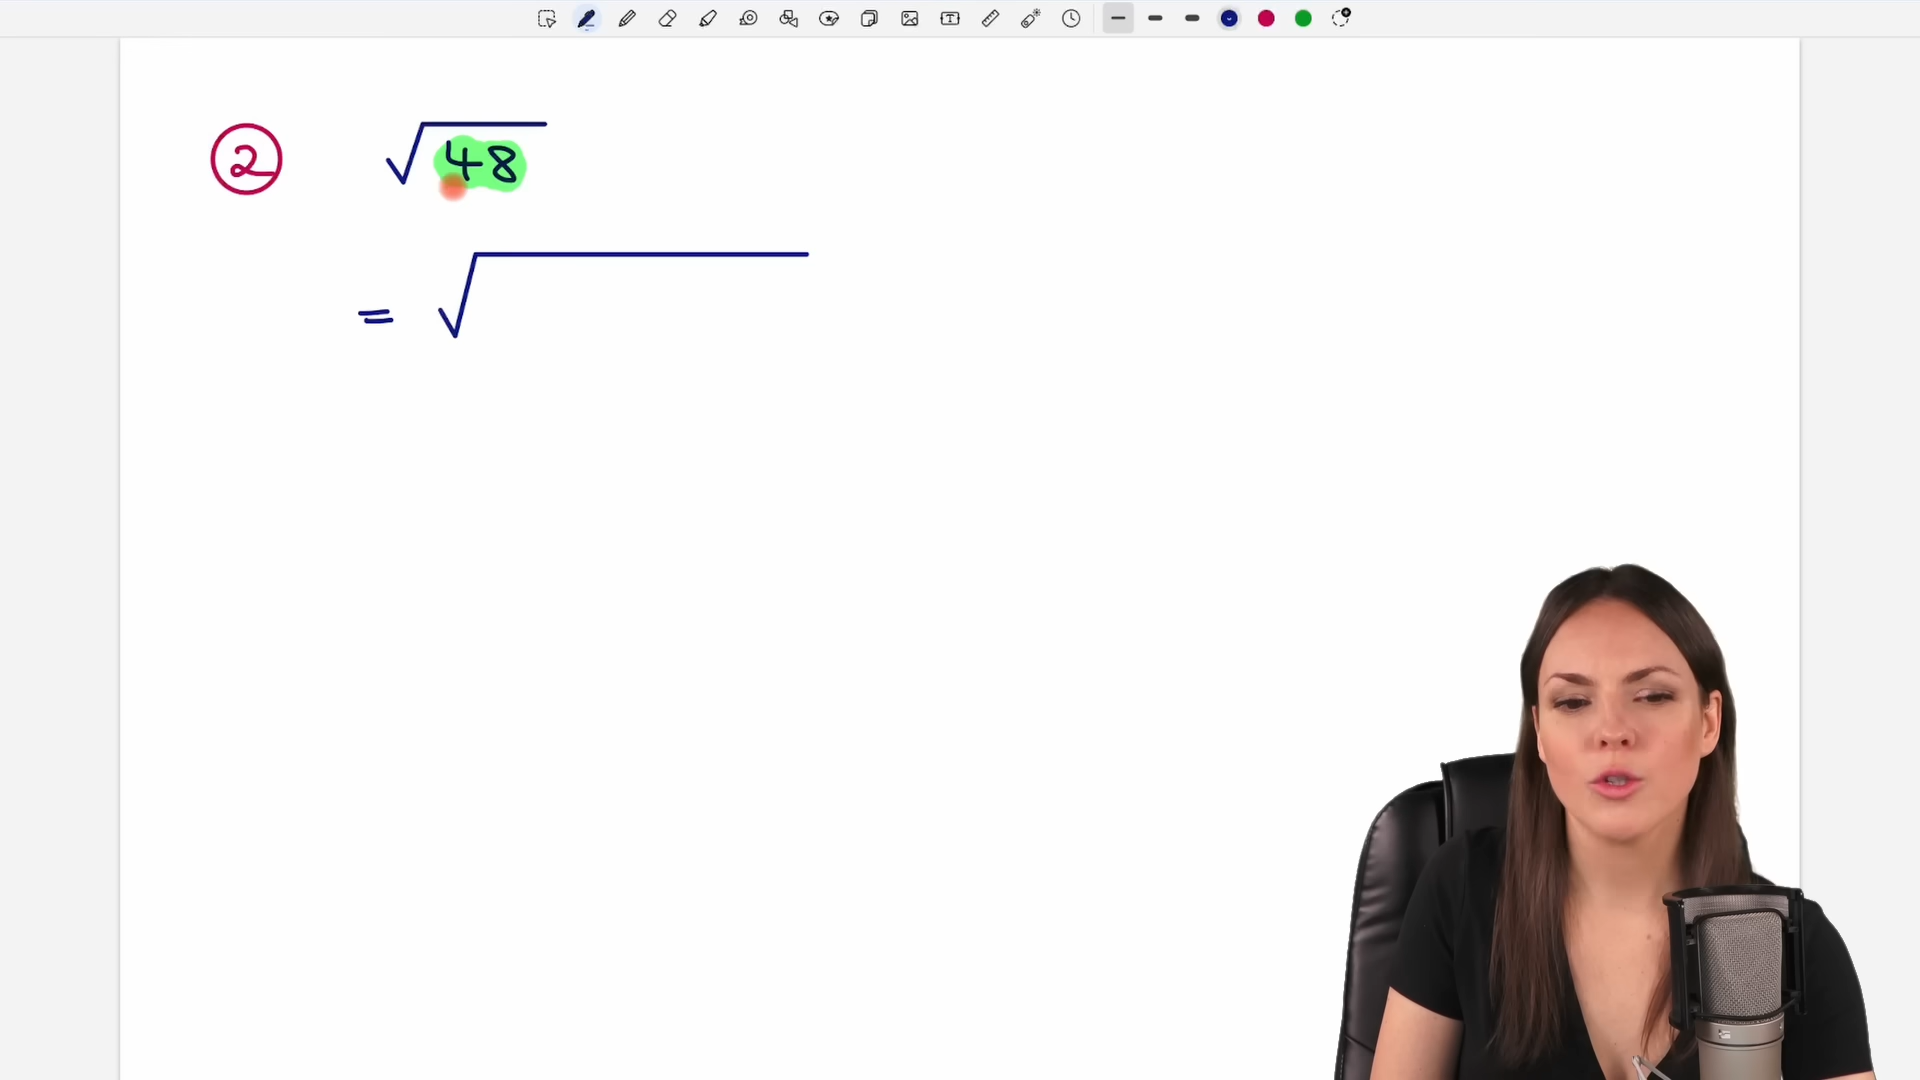 ② √48
= √